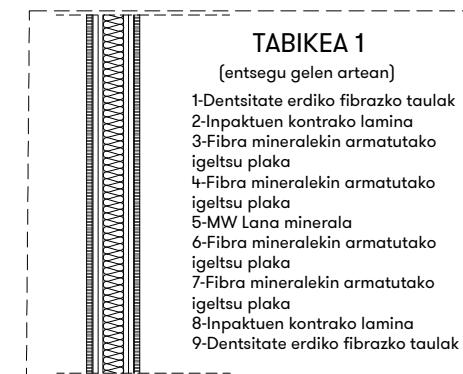 TABIKEA 1
(entsegu gelen artean)
1-Dentsitate erdiko fibrazko taulak
2-Inpaktuen kontrako lamina
3-Fibra mineralekin armatutako
igeltsu plaka
4-Fibra mineralekin armatutako
igeltsu plaka
5-MW Lana minerala
6-Fibra mineralekin armatutako
igeltsu plaka
7-Fibra mineralekin armatutako
igeltsu plaka
8-Inpaktuen kontrako lamina
9-Dentsitate erdiko fibrazko taulak